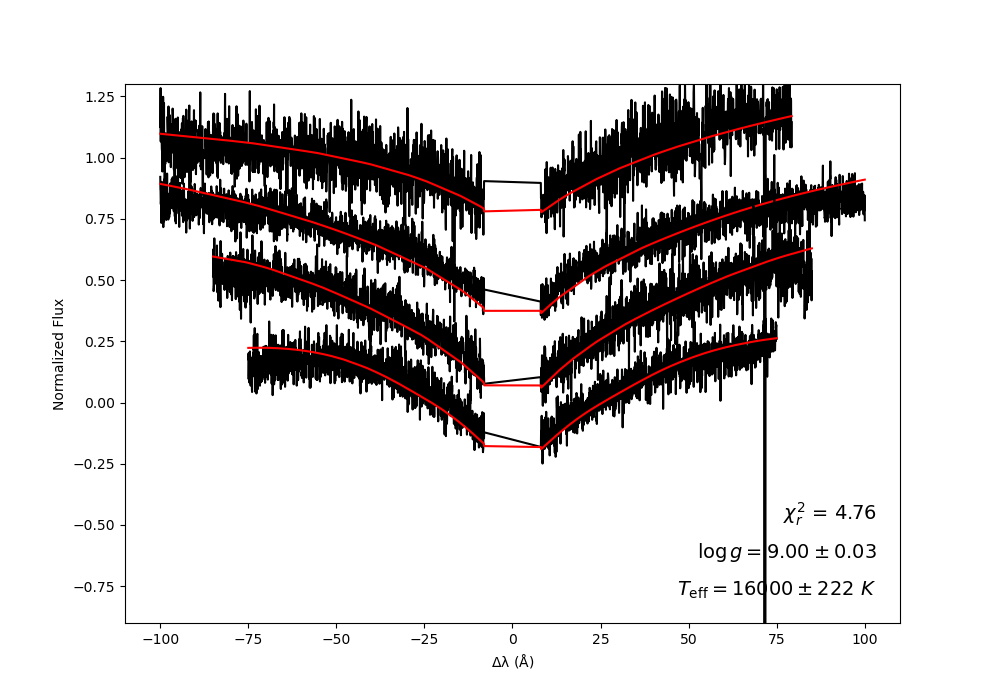 Normalized Flux
1.25
1.00
0.75
0.50
0.25
0.00
−0.25
−0.50
−0.75
χ²ᵣ = 4.76
log g = 9.00 ± 0.03
T_eff = 16000 ± 222 K
−100 −75 −50 −25 0 25 50 75 100
Δλ (Å)